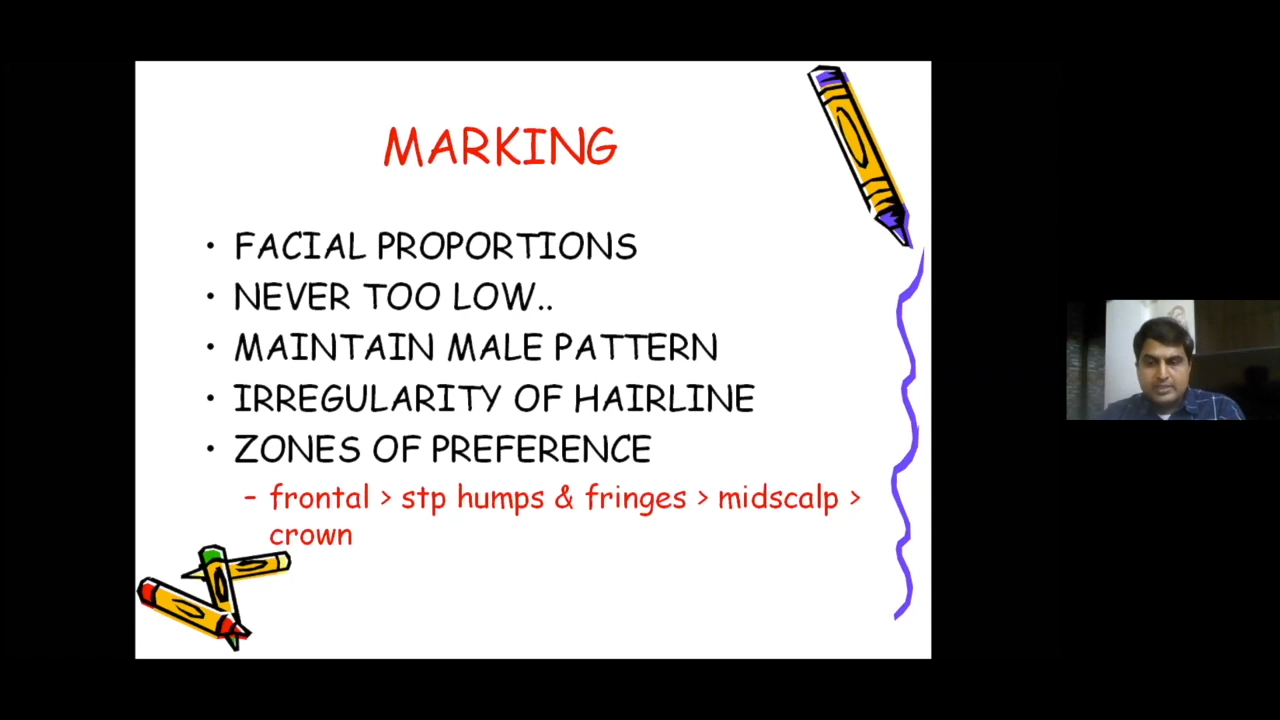 MARKING
• FACIAL PROPORTIONS
• NEVER TOO LOW..
• MAINTAIN MALE PATTERN
• IRREGULARITY OF HAIRLINE
• ZONES OF PREFERENCE
– frontal > stp humps & fringes > midscalp >
crown